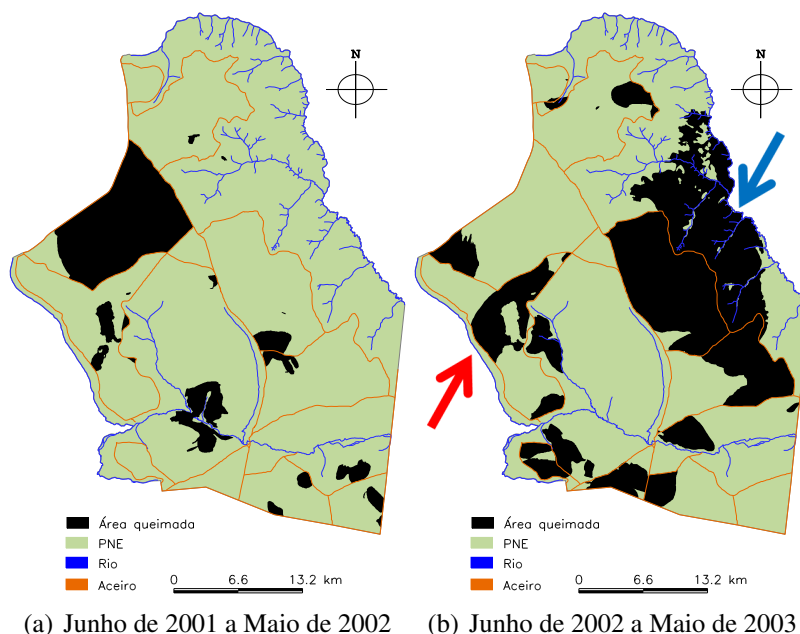 N
N
Área queimada
PNE
Rio
Aceiro
0 6.6 13.2 km
Área queimada
PNE
Rio
Aceiro
0 6.6 13.2 km
(a) Junho de 2001 a Maio de 2002
(b) Junho de 2002 a Maio de 2003